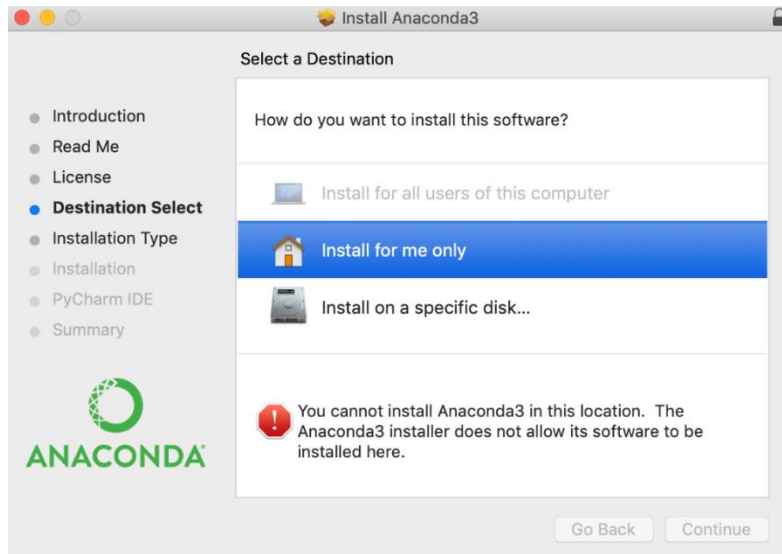 Install Anaconda3
Select a Destination
Introduction
Read Me
License
Destination Select
Installation Type
Installation
PyCharm IDE
Summary
ANACONDA
How do you want to install this software?
Install for all users of this computer
Install for me only
Install on a specific disk...
You cannot install Anaconda3 in this location. The
Anaconda3 installer does not allow its software to be
installed here.
Go Back
Continue